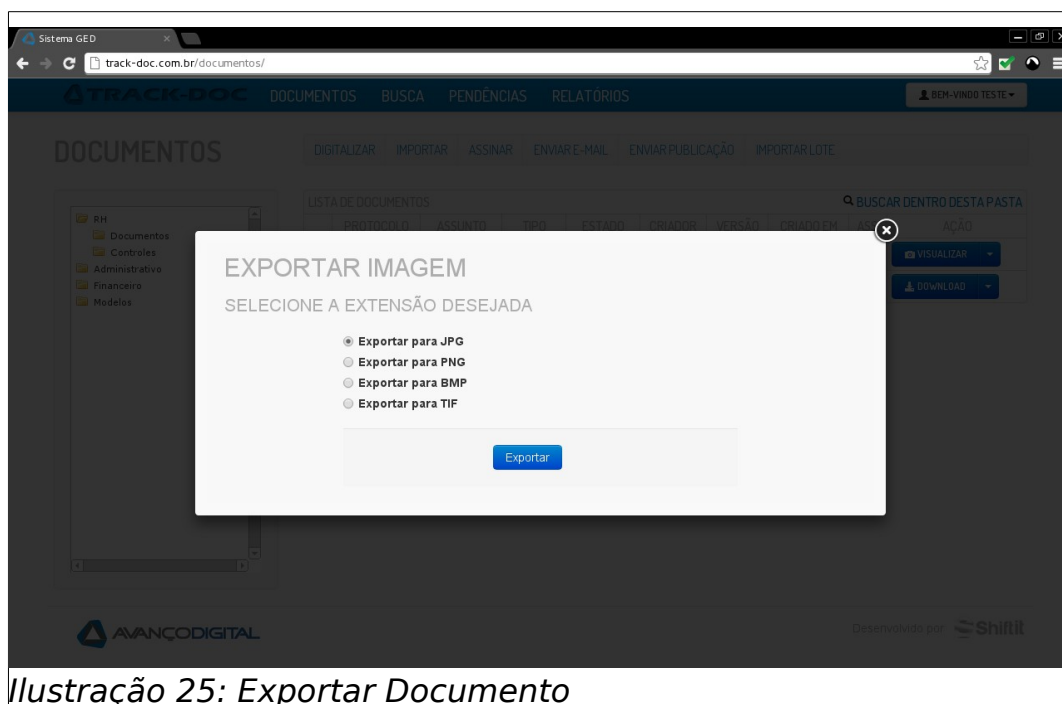 Sistema GED
track-doc.com.br/documentos/
TRACK-DOC DOCUMENTOS BUSCA PENDÊNCIAS RELATÓRIOS BEM-VINDO TESTE
DOCUMENTOS DIGITALIZAR IMPORTAR ASSINAR ENVIAR E-MAIL ENVIAR PUBLICAÇÃO IMPORTAR LOTE
LISTA DE DOCUMENTOS BUSCAR DENTRO DESTA PASTA
PROTOCOLO ASSUNTO TIPO ESTADO CRIADOR VERSÃO CRIADO EM AÇÃO
RH
Documentos
Controles
Administrativo
Financeiro
Modelos
VISUALIZAR
DOWNLOAD
EXPORTAR IMAGEM
SELECIONE A EXTENSÃO DESEJADA
Exportar para JPG
Exportar para PNG
Exportar para BMP
Exportar para TIF
Exportar
AVANÇODIGITAL Desenvolvido por Shiftit
Ilustração 25: Exportar Documento